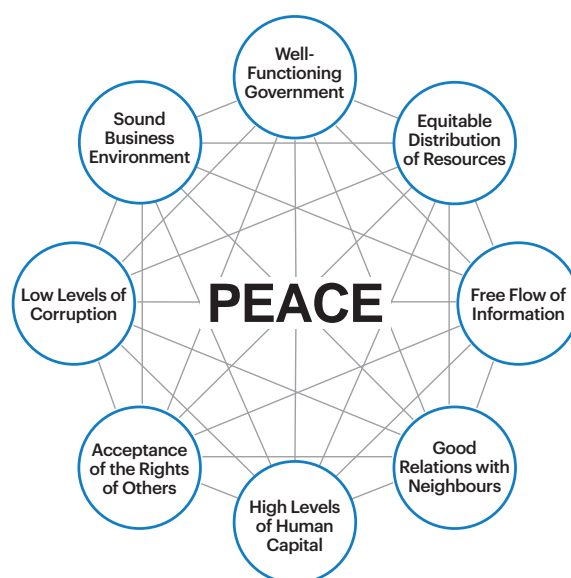 Well-
Functioning
Government
Sound
Business
Environment
Equitable
Distribution
of Resources
Low Levels of
Corruption
PEACE
Free Flow of
Information
Acceptance
of the Rights
of Others
Good
Relations with
Neighbours
High Levels
of Human
Capital